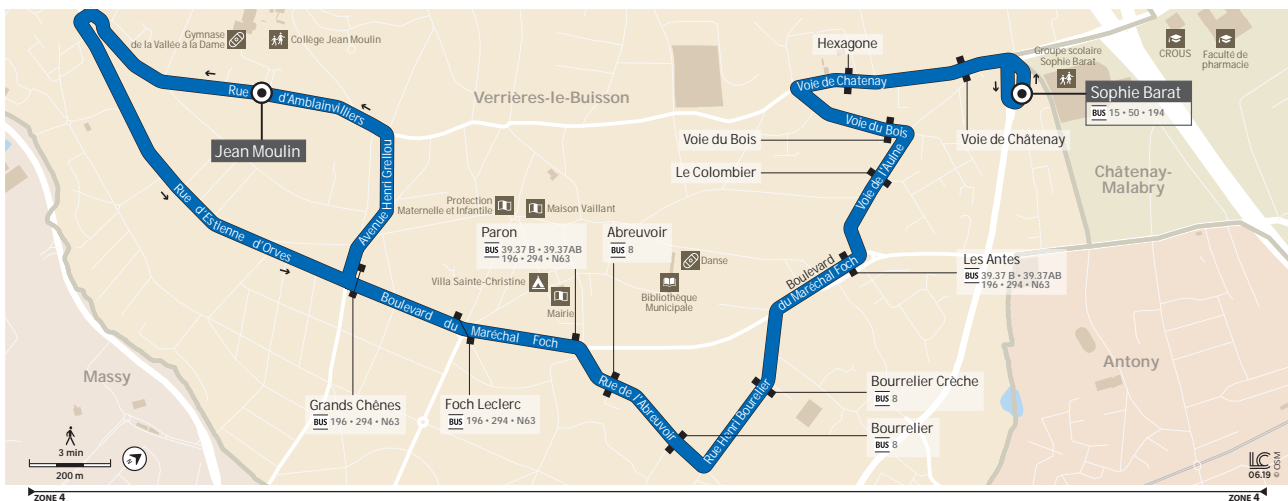 Gymnase
de la Vallée à la Dame
Collège Jean Moulin
Hexagone
Groupe scolaire
Sophie Barat
CROUS
Faculté de
pharmacie
Rue d'Amblainvilliers
Verrières-le-Buisson
Voie de Chatenay
Sophie Barat
BUS 15 • 50 • 194
Jean Moulin
Voie du Bois
Voie du Bois
Voie de Châtenay
Avenue Henri Grellou
Le Colombier
Voie de l'Aulne
Châtenay-
Malabry
Rue d'Estienne d'Orves
Protection
Maternelle et Infantile
Maison Vaillant
Paron
BUS 39.37 B • 39.37AB
196 • 294 • N63
Abreuvoir
BUS 8
Danse
Boulevard
du Maréchal Foch
Les Antes
BUS 39.37 B • 39.37AB
196 • 294 • N63
Villa Sainte-Christine
Mairie
Bibliothèque
Municipale
Boulevard du Maréchal Foch
Massy
Antony
Rue de l'Abreuvoir
Rue Henri Bourelier
Bourrelier Crèche
BUS 8
Grands Chênes
BUS 196 • 294 • N63
Foch Leclerc
BUS 196 • 294 • N63
Bourrelier
BUS 8
3 min
200 m
LC
06.19
© OSM
ZONE 4
ZONE 4